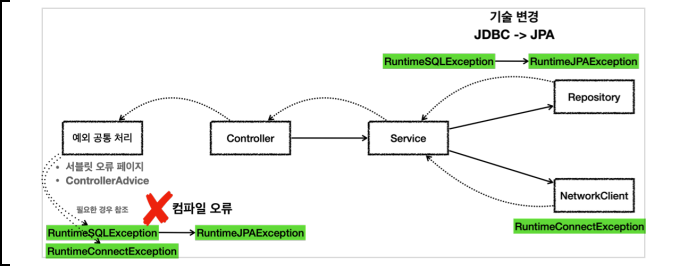 기술 변경
JDBC -> JPA
RuntimeSQLException
RuntimeJPAException
Repository
예외 공통 처리
Controller
Service
• 서블릿 오류 페이지
• ControllerAdvice
NetworkClient
필요한 경우 참조
컴파일 오류
RuntimeConnectException
RuntimeSQLException
RuntimeJPAException
RuntimeConnectException